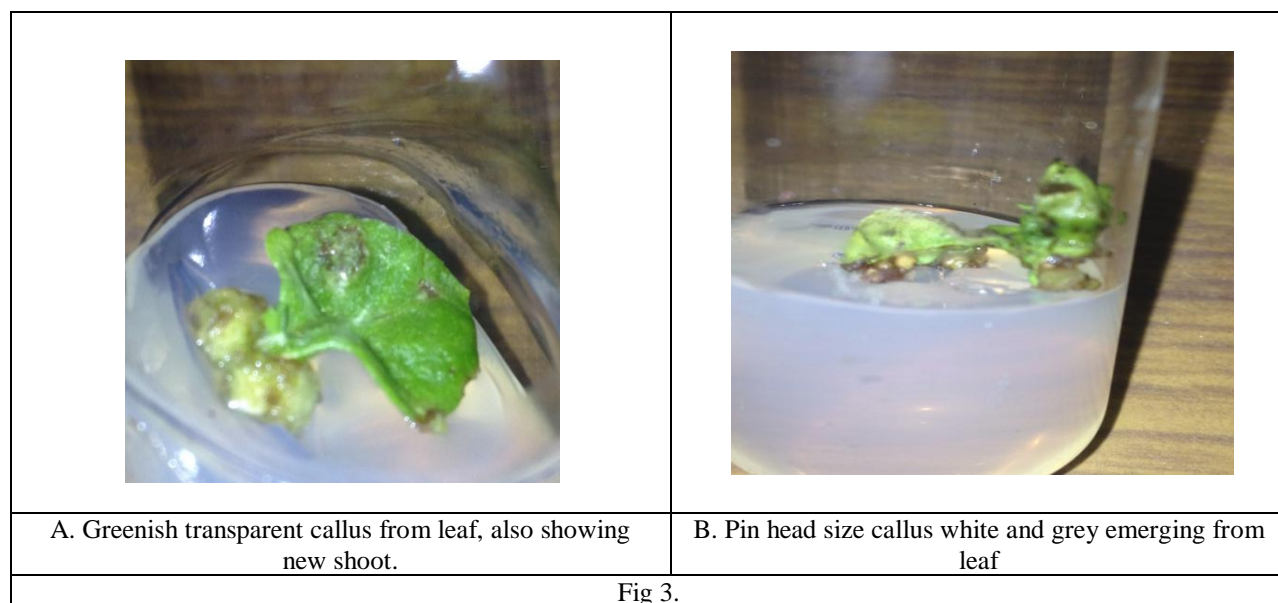 A. Greenish transparent callus from leaf, also showing
new shoot.
B. Pin head size callus white and grey emerging from
leaf
Fig 3.